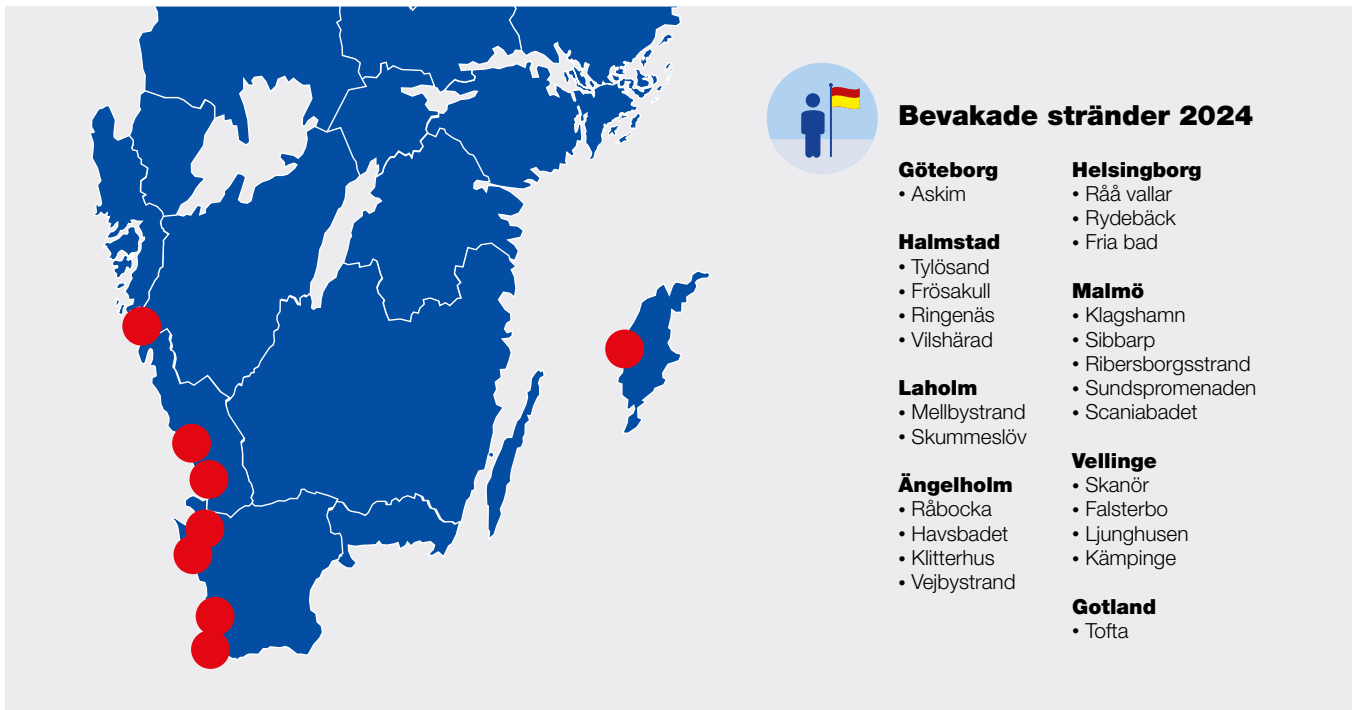 Bevakade stränder 2024
Göteborg
• Askim
Halmstad
• Tylösand
• Frösakull
• Ringenäs
• Vilshärad
Laholm
• Mellbystrand
• Skummeslöv
Ängelholm
• Råbocka
• Havsbadet
• Klitterhus
• Vejbystrand
Helsingborg
• Råå vallar
• Rydebäck
• Fria bad
Malmö
• Klagshamn
• Sibbarp
• Ribersborgsstrand
• Sundspromenaden
• Scaniabadet
Vellinge
• Skanör
• Falsterbo
• Ljunghusen
• Kämpinge
Gotland
• Tofta